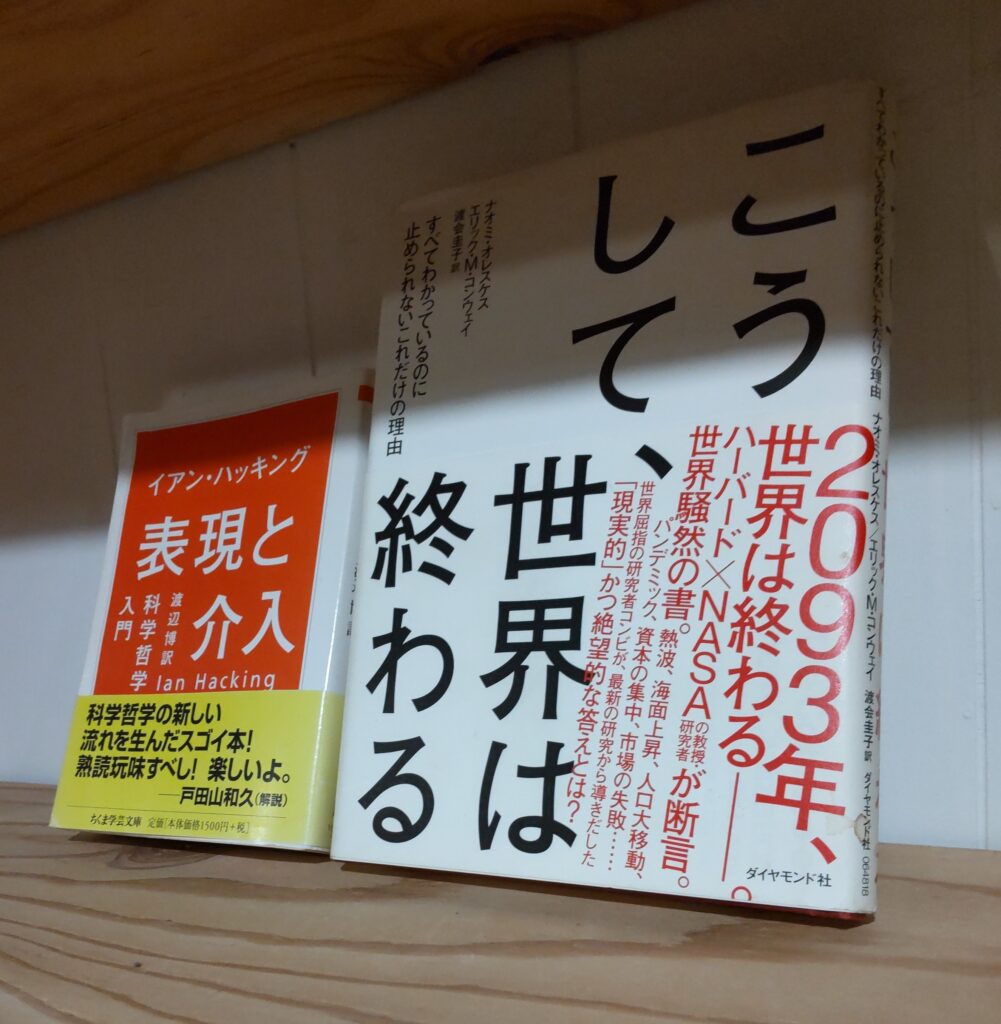 イアン・ハッキング
表現と
介入
渡辺博訳
科学哲学
入門
Ian Hacking
科学哲学の新しい
流れを生んだスゴイ本!
熟読玩味すべし! 楽しいよ。
──戸田山和久(解説)
ちくま学芸文庫 定価[本体価格1500円+税]
こう
して、
世界は
終わる
ナオミ・オレスケス
エリック・M・コンウェイ
渡会圭子 訳
すべてわかっているのに
止められないこれだけの理由
2093年、
世界は終わる──。
ハーバード×NASAの教授・研究者が断言。
世界騒然の書。
熱波、海面上昇、人口大移動、
パンデミック、資本の集中、市場の失敗……
世界屈指の研究者コンビが、最新の研究から導きだした
「現実的」かつ絶望的な答えとは?
ダイヤモンド社
すべてわかっているのに止められないこれだけの理由
ナオミ・オレスケス/エリック・M・コンウェイ 渡会圭子 訳 ダイヤモンド社
064818